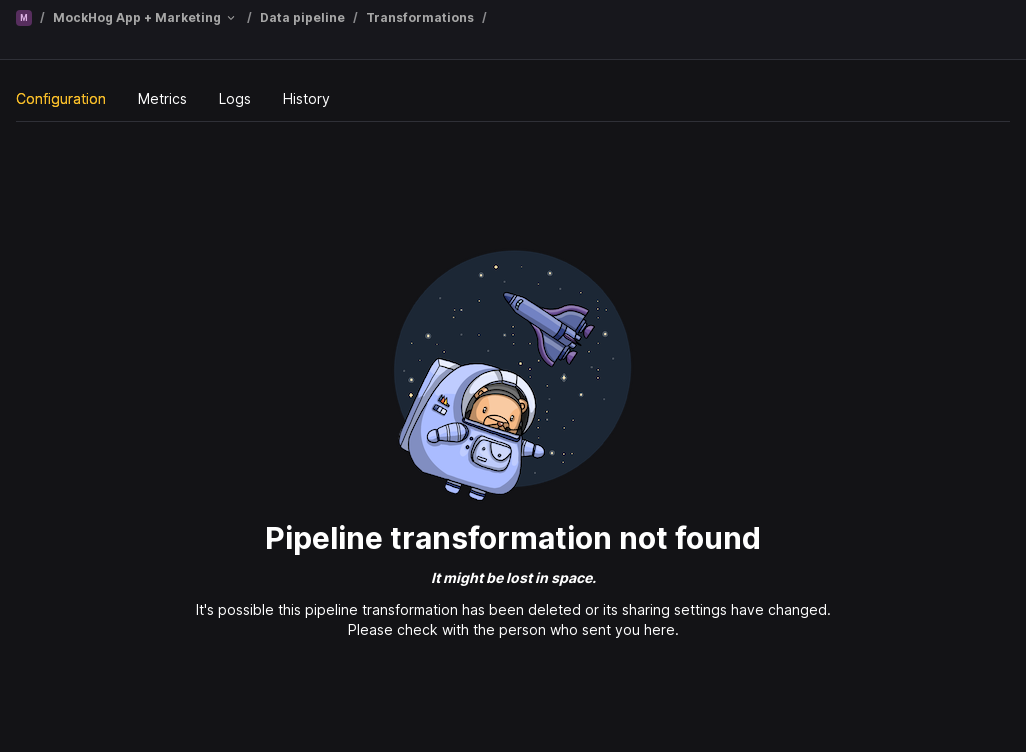 M / MockHog App + Marketing / Data pipeline / Transformations /
Configuration Metrics Logs History
Pipeline transformation not found
It might be lost in space.
It's possible this pipeline transformation has been deleted or its sharing settings have changed.
Please check with the person who sent you here.